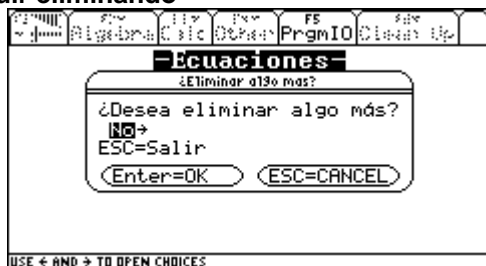 eliminando
Algebra Calc Other PrgmIO Clean Up
F5
Ecuaciones
¿Eliminar algo mas?
¿Desea eliminar algo más?
No→
ESC=Salir
Enter=OK ESC=CANCEL
USE ← AND → TO OPEN CHOICES